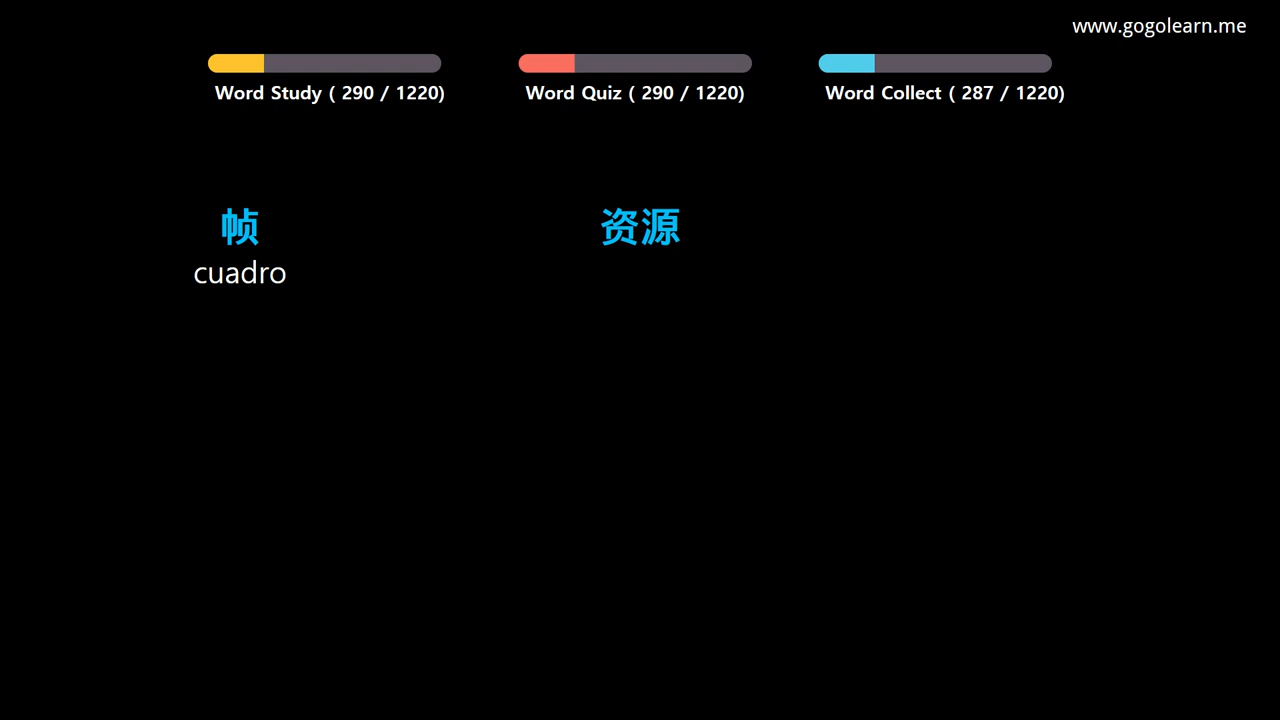 www.gogolearn.me
Word Study ( 290 / 1220)
Word Quiz ( 290 / 1220)
Word Collect ( 287 / 1220)
帧
资源
cuadro